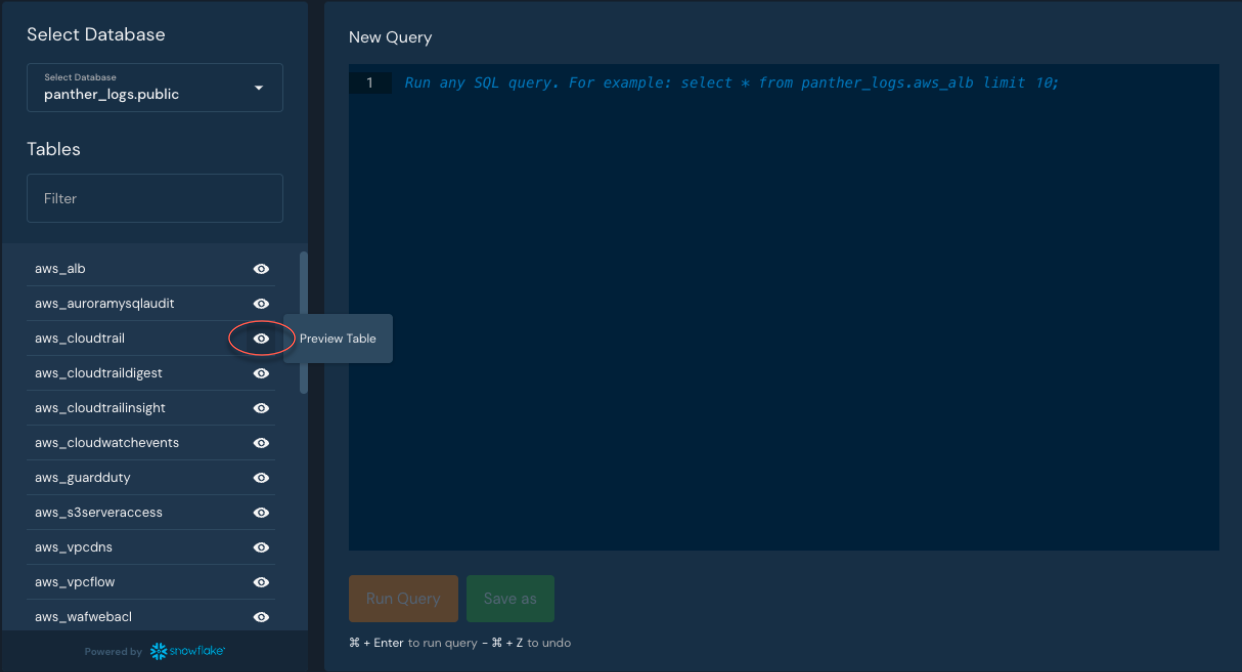 Select Database
Select Database
panther_logs.public
Tables
Filter
aws_alb
aws_auroramysqlaudit
aws_cloudtrail
Preview Table
aws_cloudtraildigest
aws_cloudtrailinsight
aws_cloudwatchevents
aws_guardduty
aws_s3serveraccess
aws_vpcdns
aws_vpcflow
aws_wafwebacl
Powered by snowflake
New Query
1 Run any SQL query. For example: select * from panther_logs.aws_alb limit 10;
Run Query Save as
⌘ + Enter to run query - ⌘ + Z to undo